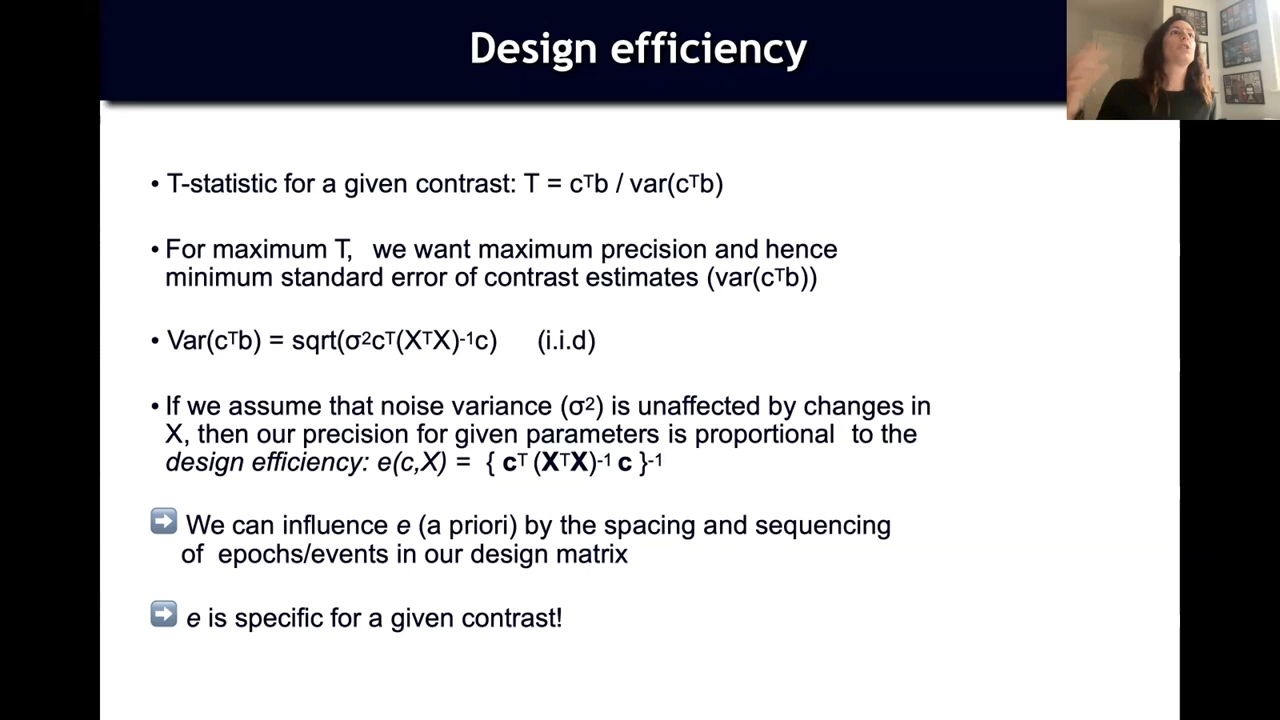 Design efficiency
• T-statistic for a given contrast: T = cᵀb / var(cᵀb)
• For maximum T, we want maximum precision and hence
minimum standard error of contrast estimates (var(cᵀb))
• Var(cᵀb) = sqrt(σ²cᵀ(XᵀX)⁻¹c) (i.i.d)
• If we assume that noise variance (σ²) is unaffected by changes in
X, then our precision for given parameters is proportional to the
design efficiency: e(c,X) = { cᵀ (XᵀX)⁻¹ c }⁻¹
➡ We can influence e (a priori) by the spacing and sequencing
of epochs/events in our design matrix
➡ e is specific for a given contrast!